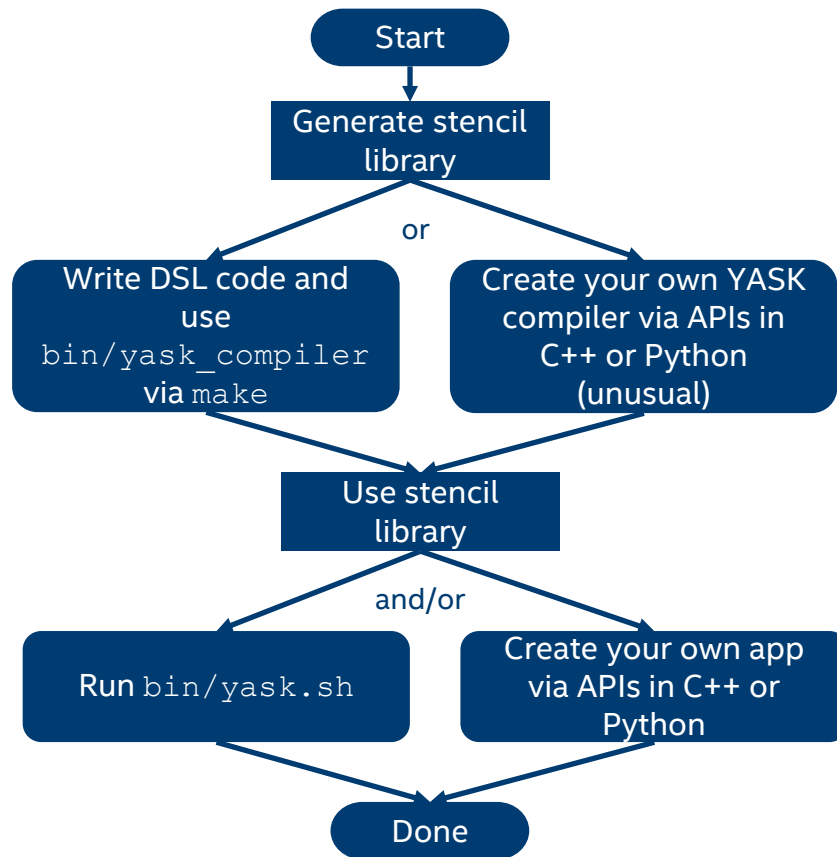 Start
Generate stencil
library
or
Write DSL code and
use
bin/yask_compiler
via make
Create your own YASK
compiler via APIs in
C++ or Python
(unusual)
Use stencil
library
and/or
Run bin/yask.sh
Create your own app
via APIs in C++ or
Python
Done